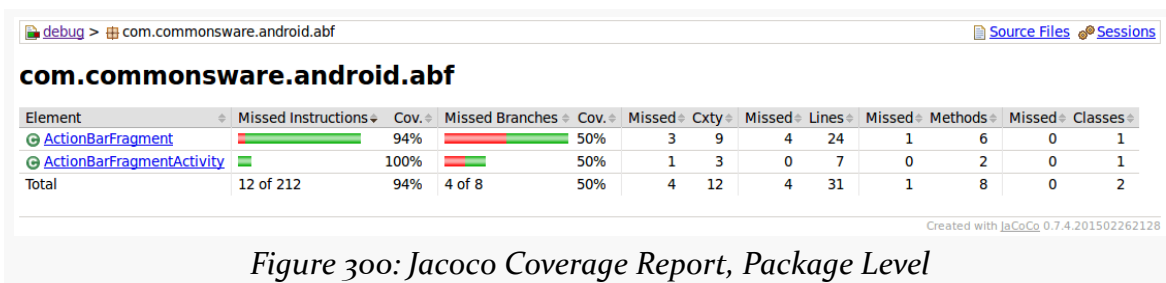 debug > com.commonsware.android.abf Source Files Sessions
com.commonsware.android.abf
Element Missed Instructions Cov. Missed Branches Cov. Missed Cxty Missed Lines Missed Methods Missed Classes
ActionBarFragment 94% 50% 3 9 4 24 1 6 0 1
ActionBarFragmentActivity 100% 50% 1 3 0 7 0 2 0 1
Total 12 of 212 94% 4 of 8 50% 4 12 4 31 1 8 0 2
Created with JaCoCo 0.7.4.201502262128
Figure 300: Jacoco Coverage Report, Package Level